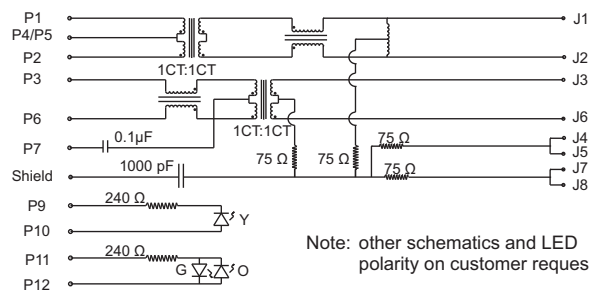 P1
J1
P4/P5
P2
J2
1CT:1CT
P3
J3
P6
J6
1CT:1CT
0.1µF
P7
75 Ω
75 Ω
75 Ω
J4
J5
1000 pF
Shield
75 Ω
J7
J8
P9
240 Ω
Y
P10
P11
240 Ω
G
O
P12
Note: other schematics and LED
polarity on customer reques